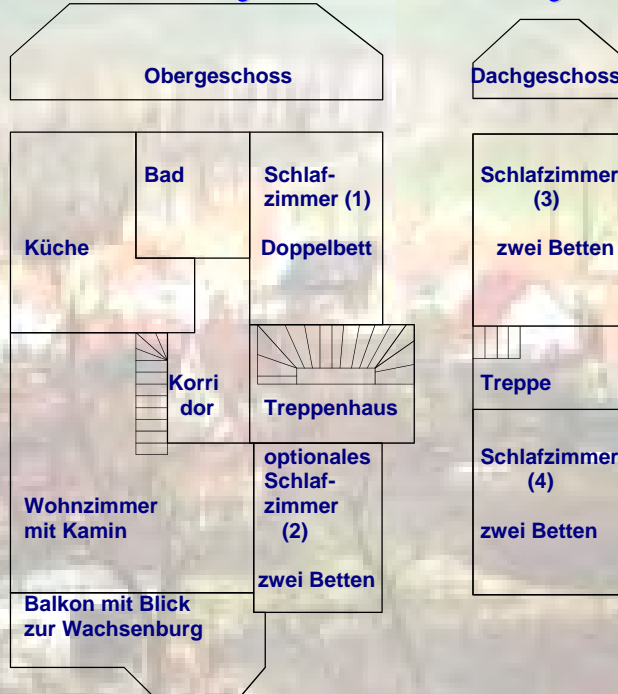 Obergeschoss
Dachgeschoss
Bad
Schlaf-
zimmer (1)
Küche
Doppelbett
Korri
dor
Treppenhaus
optionales
Schlaf-
zimmer
(2)
zwei Betten
Wohnzimmer
mit Kamin
Balkon mit Blick
zur Wachsenburg
Schlafzimmer
(3)
zwei Betten
Treppe
Schlafzimmer
(4)
zwei Betten